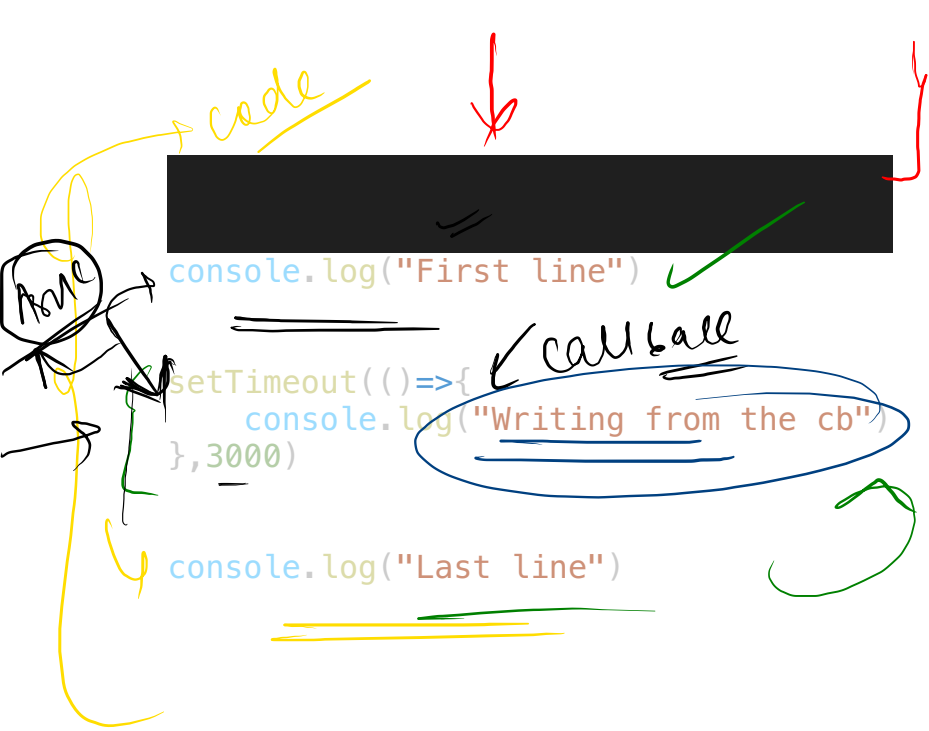 code
console.log("First line")
callback
setTimeout(()=>{
console.log("Writing from the cb")
},3000)
console.log("Last line")